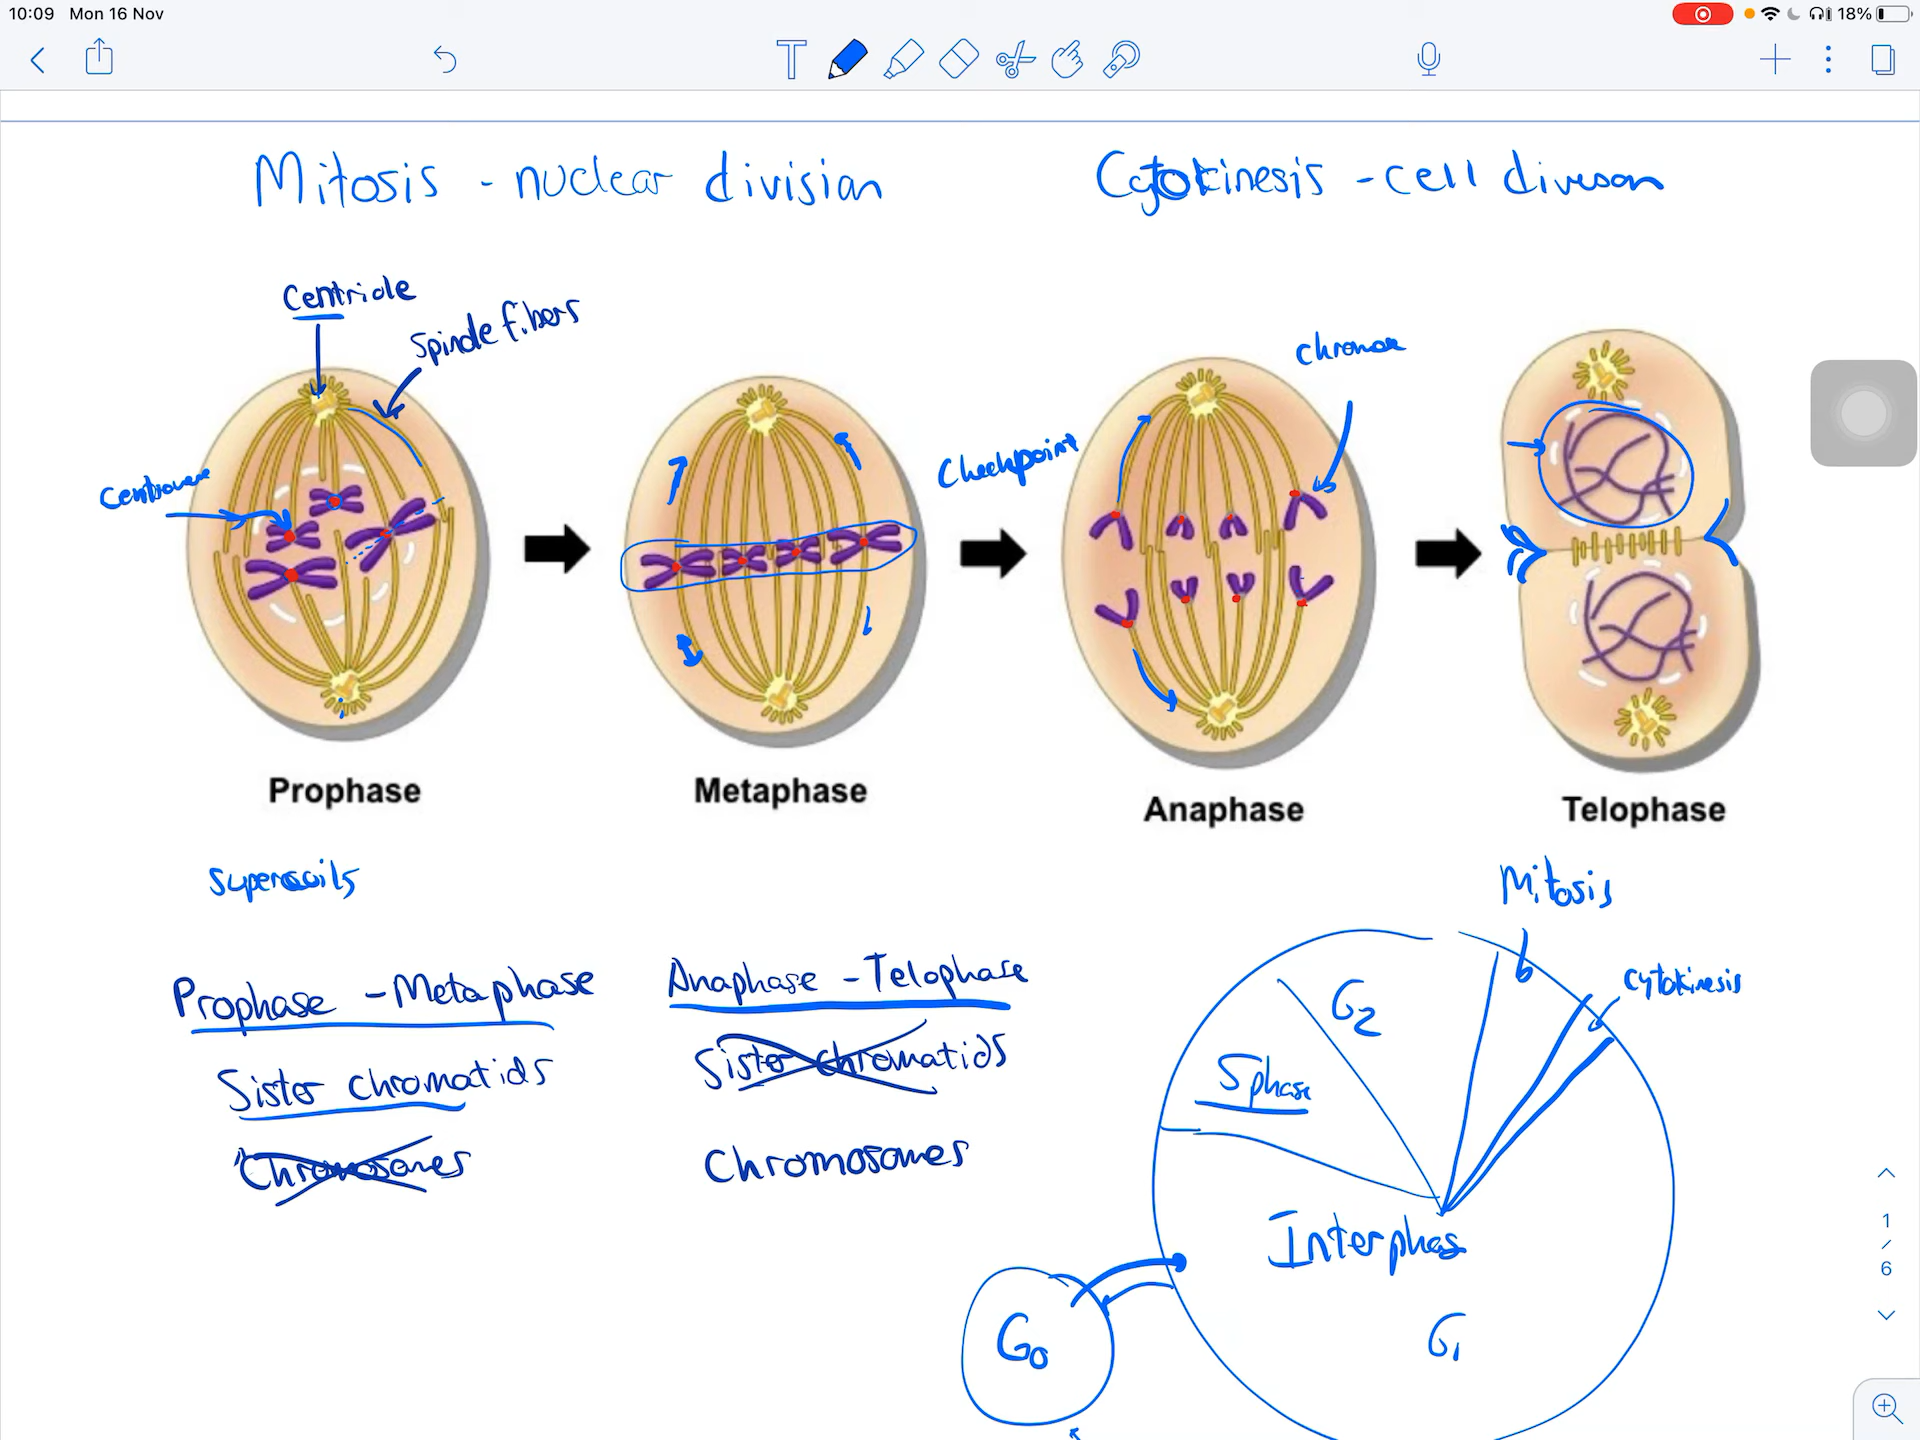 10:09 Mon 16 Nov
18%
Mitosis - nuclear division
Cytokinesis - cell divison
Centriole
Spindle fibers
Checkpoint
Prophase
Metaphase
Anaphase
Telophase
Supercoils
Mitosis
Cytokinesis
Prophase - Metaphase
Anaphase - Telophase
Sister chromatids
Sister chromatids
Chromosomes
Chromosomes
G2
S phase
Interphas
G0
G1
1
/
6